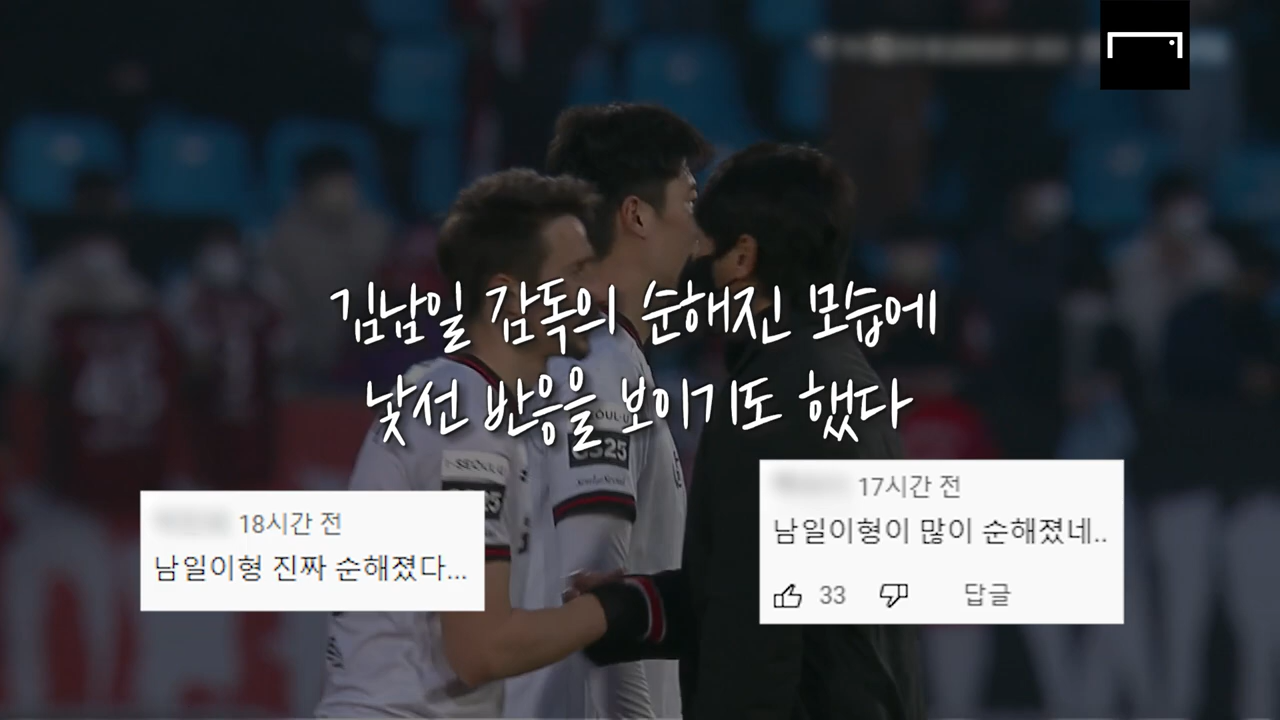 김남일 감독의 순해진 모습에
낯선 반응을 보이기도 했다
18시간 전
남일이형 진짜 순해졌다...
17시간 전
남일이형이 많이 순해졌네..
33
답글